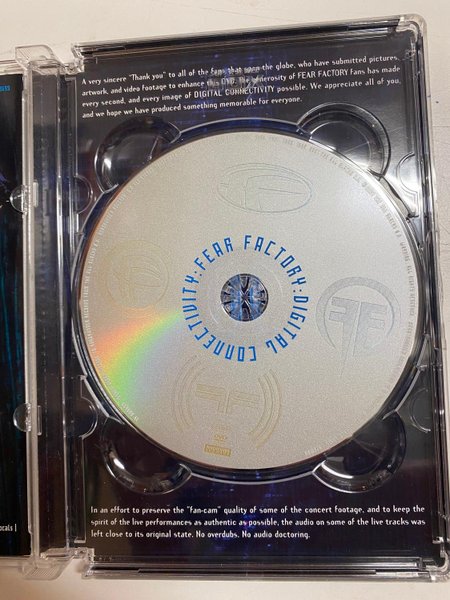 A very sincere "Thank you" to all of the fans that span the globe, who have submitted pictures,
artwork, and video footage to enhance this DVD. The generosity of FEAR FACTORY fans has made
every second, and every image of DIGITAL CONNECTIVITY possible. We appreciate all of you,
and we hope we have produced something memorable for everyone.
FEAR FACTORY:DIGITAL CONNECTIVITY:
In an effort to preserve the "fan-cam" quality of some of the concert footage, and to keep the
spirit of the live performances as authentic as possible, the audio on some of the live tracks was
left close to its original state. No overdubs. No audio doctoring.
ocals |